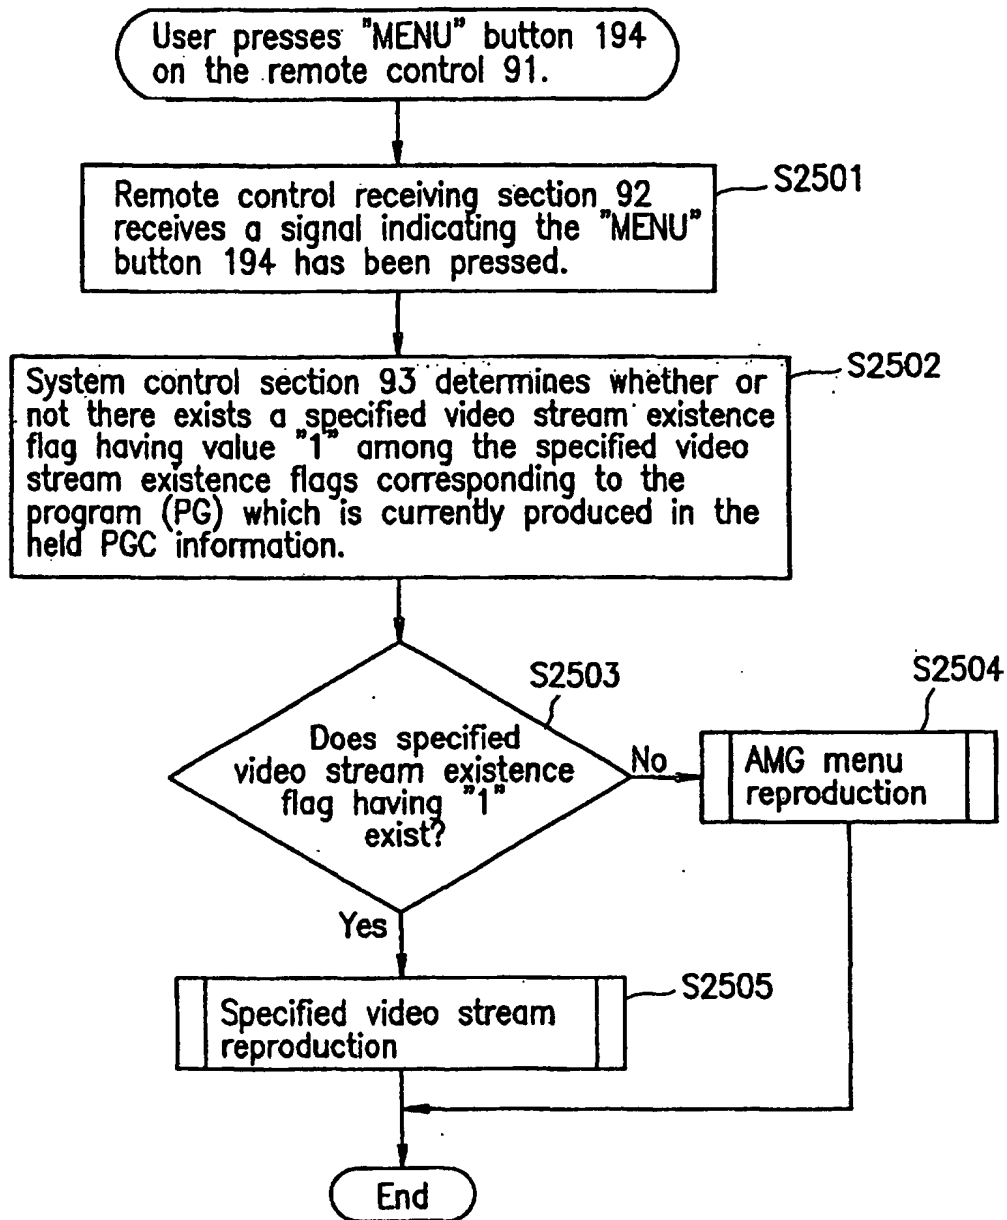 User presses "MENU" button 194
on the remote control 91.
S2501
Remote control receiving section 92
receives a signal indicating the "MENU"
button 194 has been pressed.
S2502
System control section 93 determines whether or
not there exists a specified video stream existence
flag having value "1" among the specified video
stream existence flags corresponding to the
program (PG) which is currently produced in the
held PGC information.
S2503
Does specified
video stream existence
flag having "1"
exist?
No
S2504
AMG menu
reproduction
Yes
S2505
Specified video stream
reproduction
End